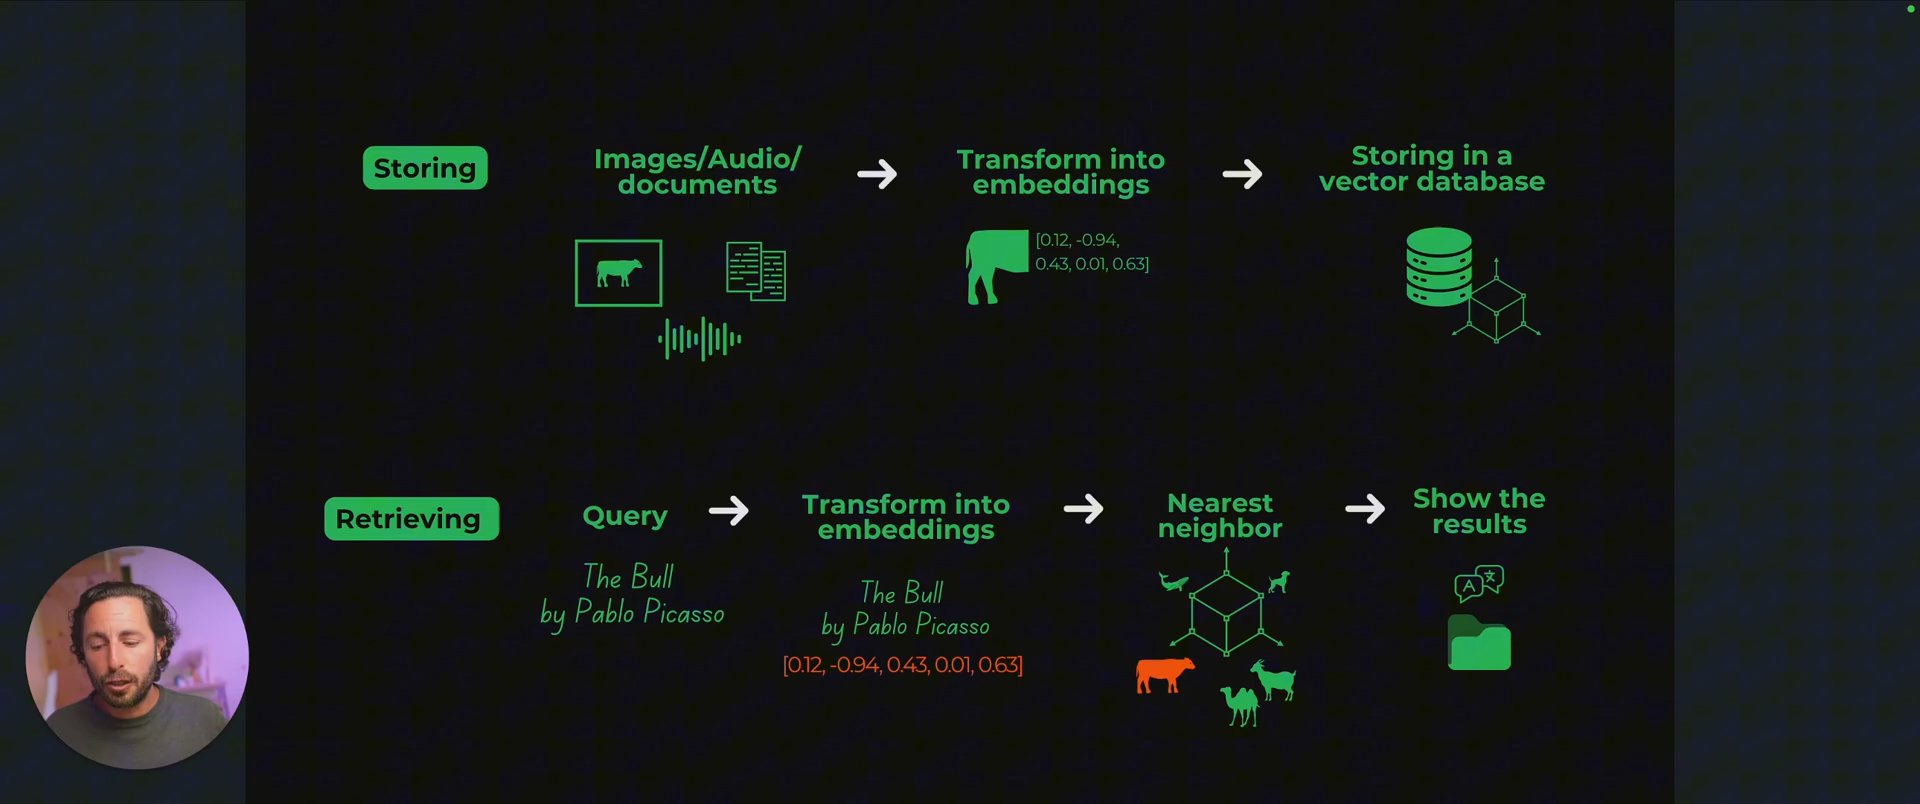 Storing
Images/Audio/
documents
Transform into
embeddings
[0.12, -0.94,
0.43, 0.01, 0.63]
Storing in a
vector database
Retrieving
Query
The Bull
by Pablo Picasso
Transform into
embeddings
The Bull
by Pablo Picasso
[0.12, -0.94, 0.43, 0.01, 0.63]
Nearest
neighbor
Show the
results
A
文